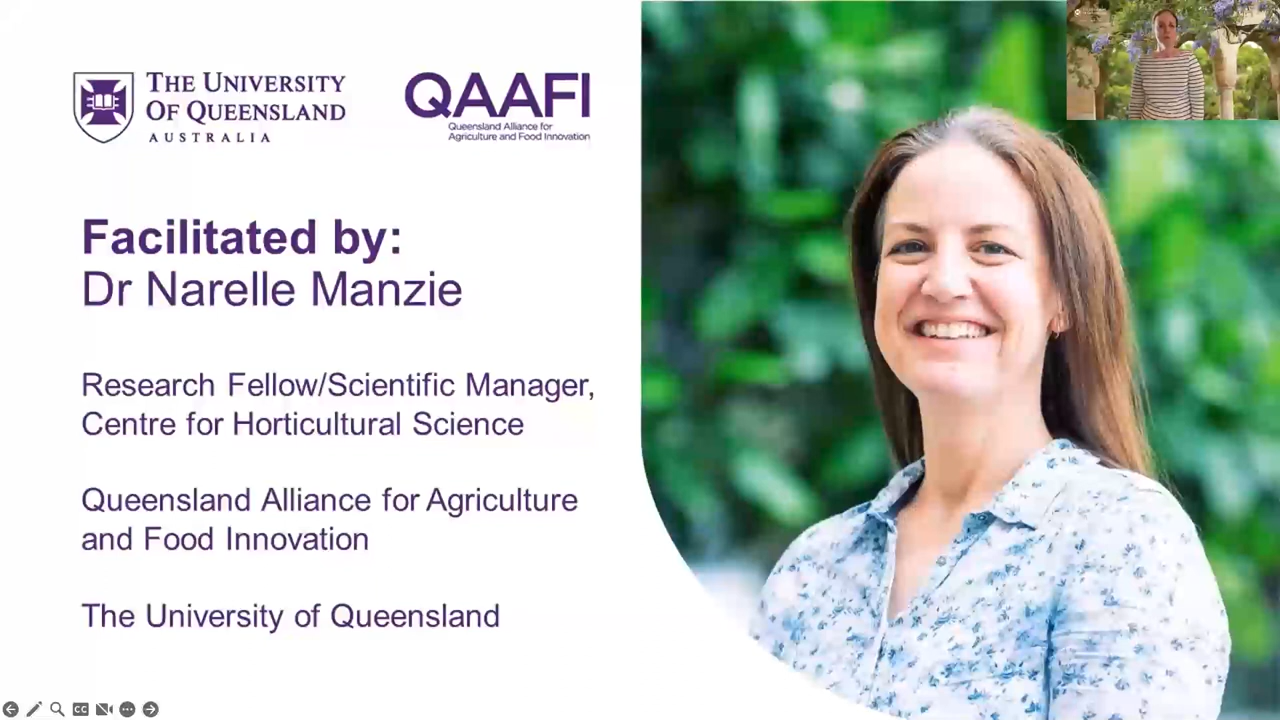 THE UNIVERSITY
OF QUEENSLAND
AUSTRALIA
QAAFI
Queensland Alliance for
Agriculture and Food Innovation
Facilitated by:
Dr Narelle Manzie
Research Fellow/Scientific Manager,
Centre for Horticultural Science
Queensland Alliance for Agriculture
and Food Innovation
The University of Queensland
CC